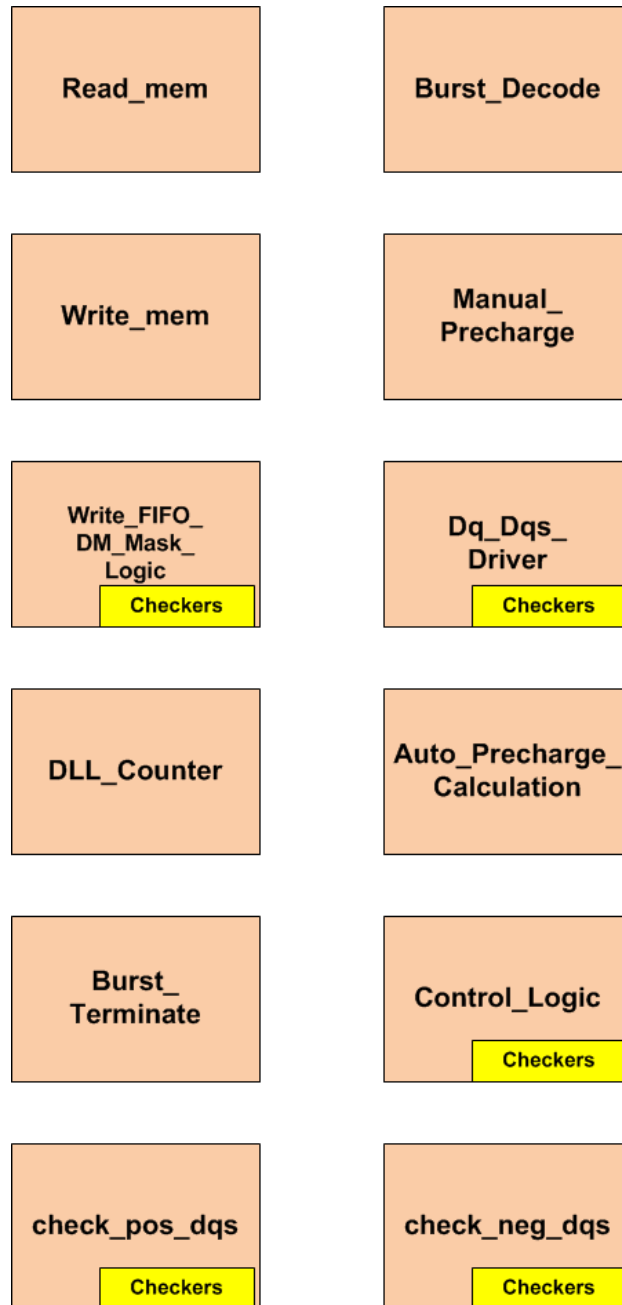 Read_mem
Burst_Decode
Write_mem
Manual_
Precharge
Write_FIFO_
DM_Mask_
Logic
Checkers
Dq_Dqs_
Driver
Checkers
DLL_Counter
Auto_Precharge_
Calculation
Burst_
Terminate
Control_Logic
Checkers
check_pos_dqs
Checkers
check_neg_dqs
Checkers